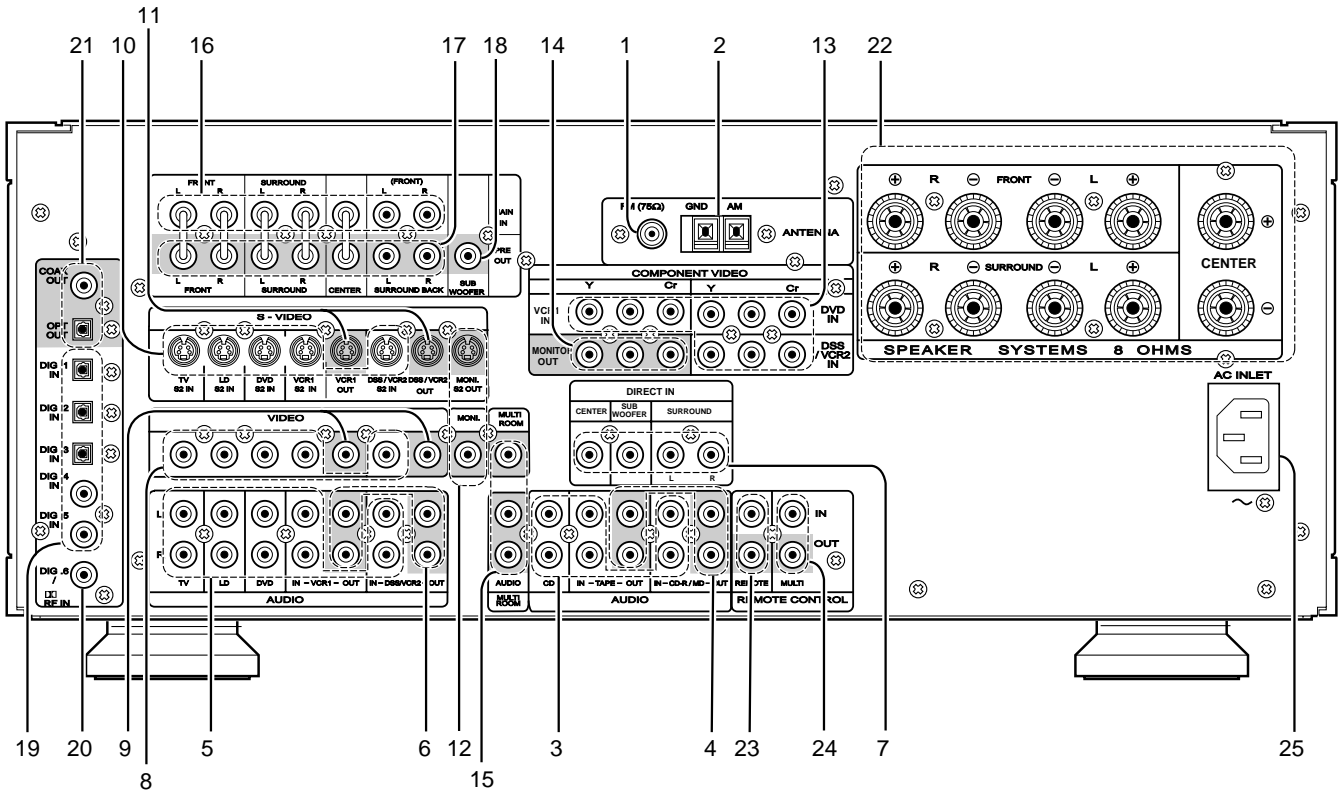 11
21 10 16 17 18 14 1 2 13 22
FRONT SURROUND (FRONT)
L R L R L R
IN
OUT
L R L R L R
FRONT SURROUND CENTER SURROUND BACK SUB WOOFER
(75Ω) GND AM
ANTENNA
COMPONENT VIDEO
Y Cr Y Cr
IN
DVD IN
OUT
DSS / VCR2 IN
+ R − FRONT − L +
+ R − SURROUND − L +
CENTER
+
−
SPEAKER SYSTEMS 8 OHMS
AC INLET
OUT
OUT
DIG 1 IN
DIG 2 IN
DIG 3 IN
DIG 4 IN
DIG 5 IN
DIG .6 /
RF IN
S - VIDEO
TV S2 IN
LD S2 IN
DVD S2 IN
VCR1 S2 IN
VCR1 OUT
DSS / VCR2 S2 IN
DSS / VCR2 OUT
MONI. S2 OUT
VIDEO
MONI.
MULTI ROOM
DIRECT IN
CENTER SUB WOOFER SURROUND
L R
L
TV LD DVD IN – VCR1 – OUT IN – DSS/VCR2 – OUT
AUDIO
AUDIO
MULTI ROOM
CD IN – TAPE – OUT IN – CD-R / MD – OUT
AUDIO
IN
OUT
REMOTE MULTI
REMOTE CONTROL
~
19 20 9 5 6 12 3 4 23 24 7 25
8 15